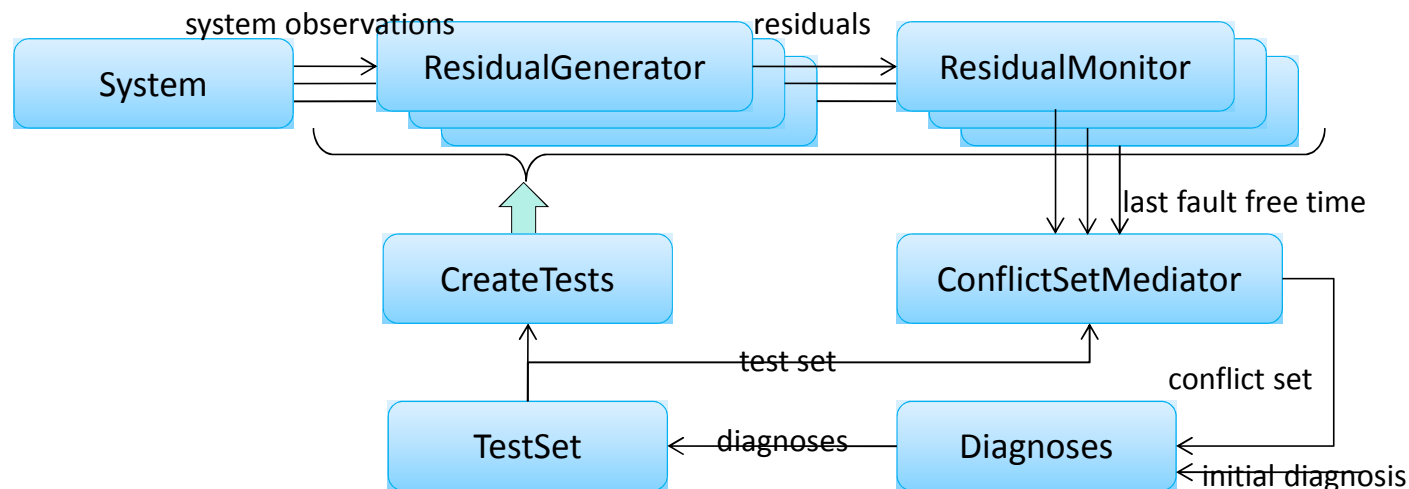 system observations
residuals
System
ResidualGenerator
ResidualMonitor
last fault free time
CreateTests
ConflictSetMediator
test set
conflict set
TestSet
diagnoses
Diagnoses
initial diagnosis